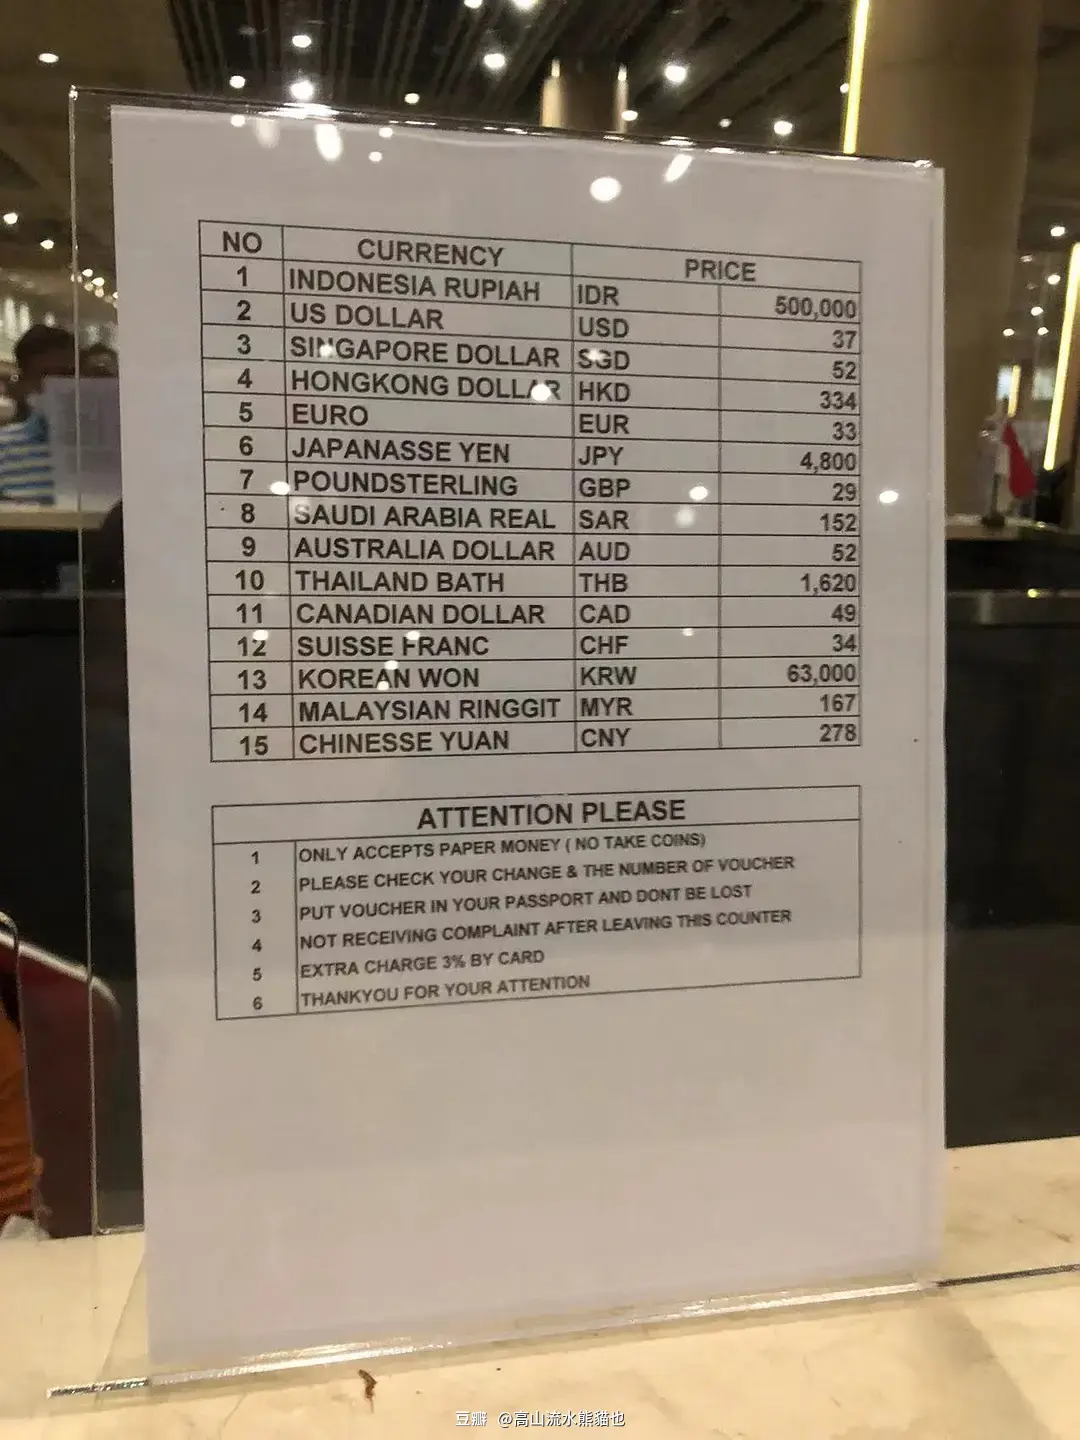 NO CURRENCY PRICE
1 INDONESIA RUPIAH IDR 500,000
2 US DOLLAR USD 37
3 SINGAPORE DOLLAR SGD 52
4 HONGKONG DOLLAR HKD 334
5 EURO EUR 33
6 JAPANASSE YEN JPY 4,800
7 POUNDSTERLING GBP 29
8 SAUDI ARABIA REAL SAR 152
9 AUSTRALIA DOLLAR AUD 52
10 THAILAND BATH THB 1,620
11 CANADIAN DOLLAR CAD 49
12 SUISSE FRANC CHF 34
13 KOREAN WON KRW 63,000
14 MALAYSIAN RINGGIT MYR 167
15 CHINESSE YUAN CNY 278
ATTENTION PLEASE
1 ONLY ACCEPTS PAPER MONEY ( NO TAKE COINS)
2 PLEASE CHECK YOUR CHANGE & THE NUMBER OF VOUCHER
3 PUT VOUCHER IN YOUR PASSPORT AND DONT BE LOST
4 NOT RECEIVING COMPLAINT AFTER LEAVING THIS COUNTER
5 EXTRA CHARGE 3% BY CARD
6 THANKYOU FOR YOUR ATTENTION
豆瓣 @高山流水熊貓也